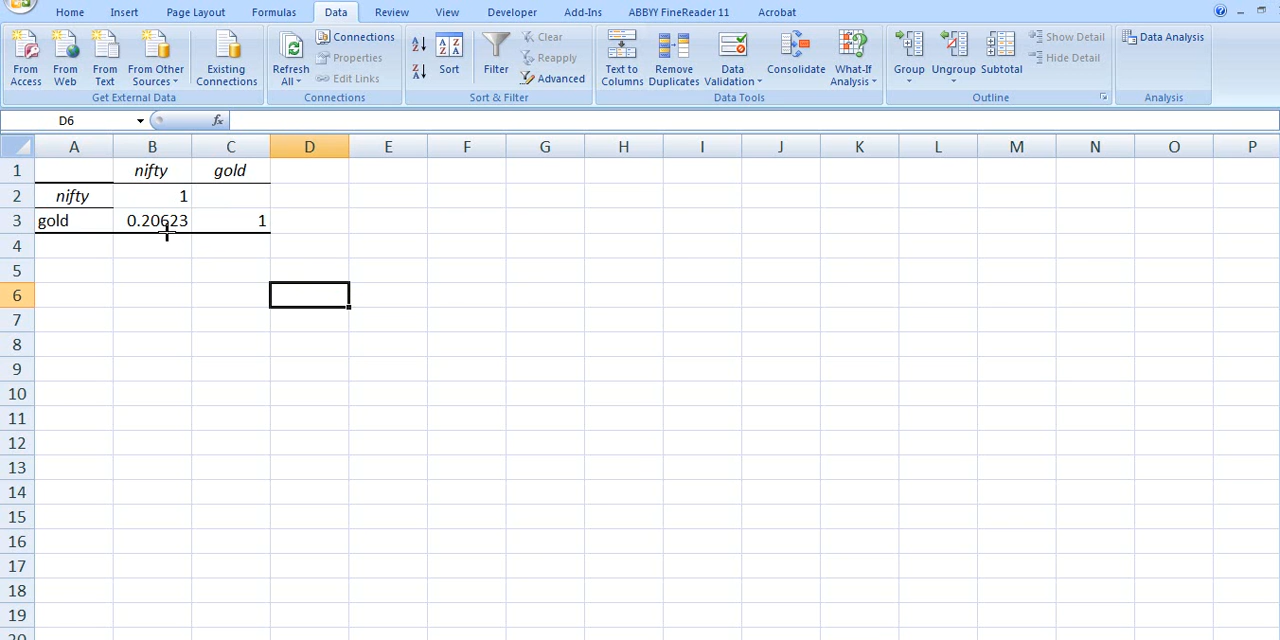 Home Insert Page Layout Formulas Data Review View Developer Add-Ins ABBYY FineReader 11 Acrobat
From Access
From Web
From Text
From Other Sources
Existing Connections
Get External Data
Refresh All
Connections
Properties
Edit Links
Connections
Sort
Filter
Clear
Reapply
Advanced
Sort & Filter
Text to Columns
Remove Duplicates
Data Validation
Consolidate
What-If Analysis
Data Tools
Group
Ungroup
Subtotal
Show Detail
Hide Detail
Outline
Data Analysis
Analysis
D6 fx
A B C D E F G H I J K L M N O P
1 nifty gold
2 nifty 1
3 gold 0.20623 1
4
5
6
7
8
9
10
11
12
13
14
15
16
17
18
19
20